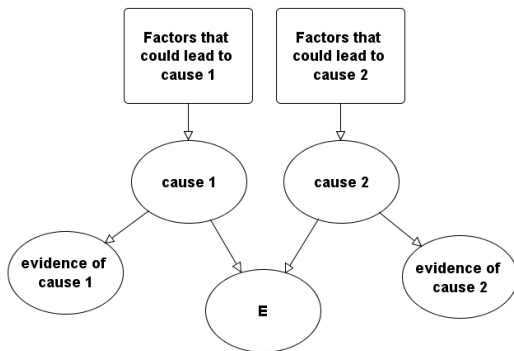 Factors that
could lead to
cause 1
Factors that
could lead to
cause 2
cause 1
cause 2
evidence of
cause 1
E
evidence of
cause 2